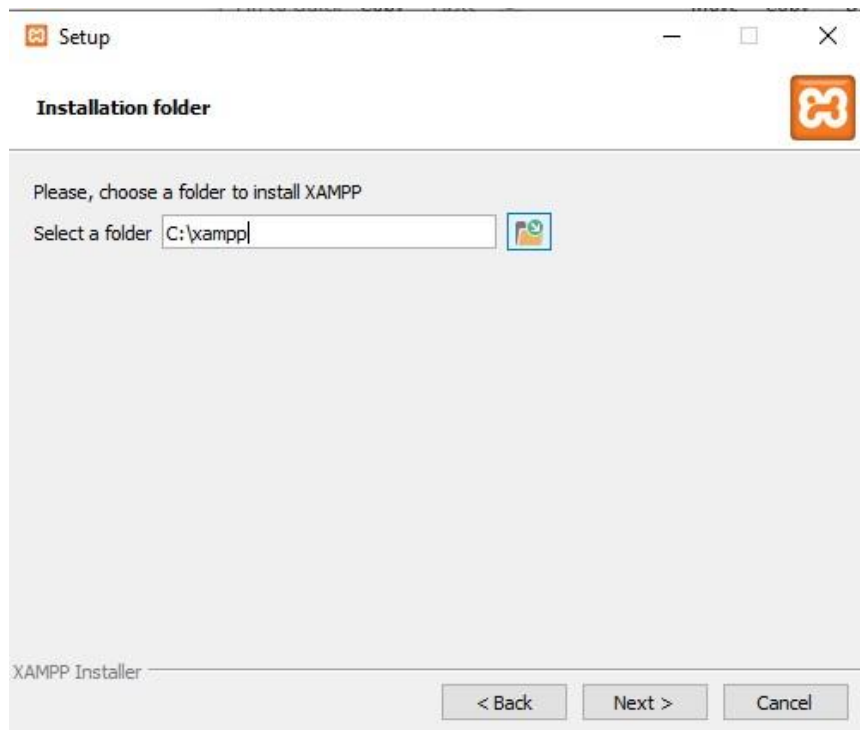 Setup
Installation folder
Please, choose a folder to install XAMPP
Select a folder C:\xampp
XAMPP Installer
< Back Next > Cancel